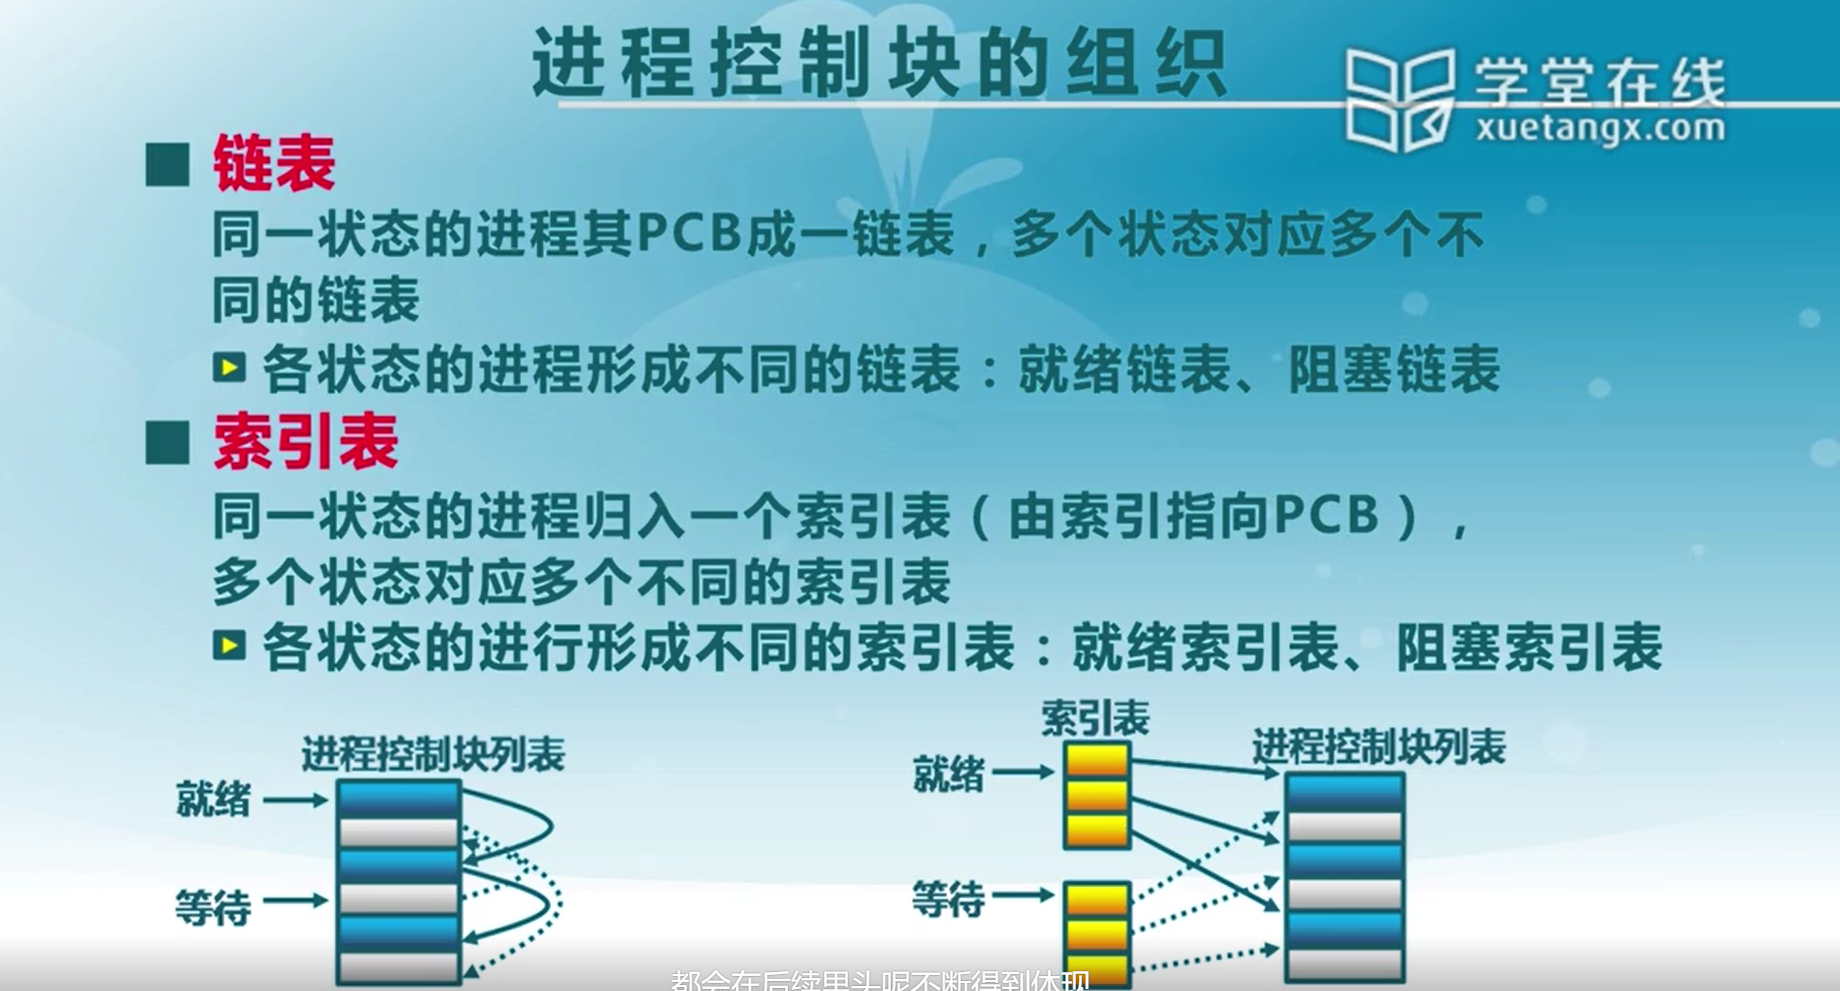 进程控制块的组织
学堂在线
xuetangx.com
链表
同一状态的进程其PCB成一链表，多个状态对应多个不
同的链表
各状态的进程形成不同的链表：就绪链表、阻塞链表
索引表
同一状态的进程归入一个索引表（由索引指向PCB），
多个状态对应多个不同的索引表
各状态的进行形成不同的索引表：就绪索引表、阻塞索引表
进程控制块列表
就绪
等待
索引表
进程控制块列表
就绪
等待
都会在后续里头呢不断得到体现